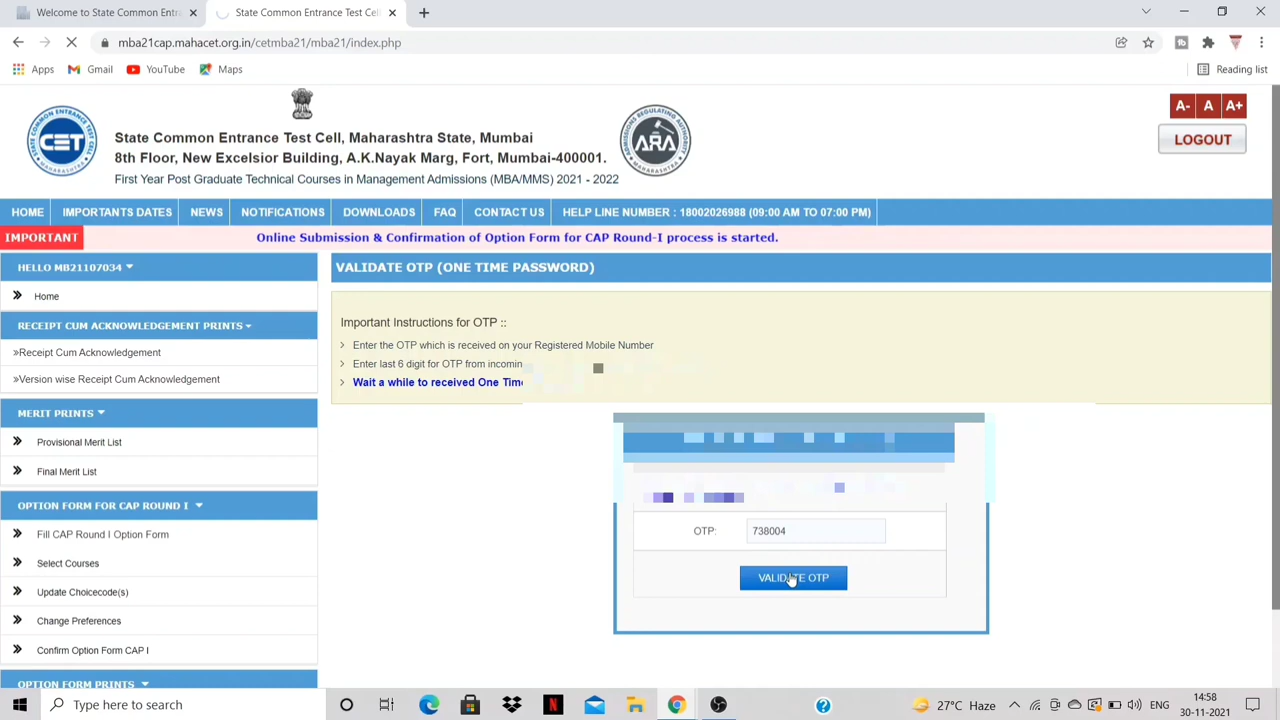 Welcome to State Common Entr
State Common Entrance Test Cel
mba21cap.mahacet.org.in/cetmba21/mba21/index.php
Apps
Gmail
YouTube
Maps
Reading list
CET
ARA
State Common Entrance Test Cell, Maharashtra State, Mumbai
8th Floor, New Excelsior Building, A.K.Nayak Marg, Fort, Mumbai-400001.
First Year Post Graduate Technical Courses in Management Admissions (MBA/MMS) 2021 - 2022
A- A A+
LOGOUT
HOME IMPORTANTS DATES NEWS NOTIFICATIONS DOWNLOADS FAQ CONTACT US HELP LINE NUMBER : 18002026988 (09:00 AM TO 07:00 PM)
IMPORTANT Online Submission & Confirmation of Option Form for CAP Round-I process is started.
HELLO MB21107034
Home
RECEIPT CUM ACKNOWLEDGEMENT PRINTS
»Receipt Cum Acknowledgement
»Version wise Receipt Cum Acknowledgement
MERIT PRINTS
Provisional Merit List
Final Merit List
OPTION FORM FOR CAP ROUND I
Fill CAP Round I Option Form
Select Courses
Update Choicecode(s)
Change Preferences
Confirm Option Form CAP I
OPTION FORM PRINTS
VALIDATE OTP (ONE TIME PASSWORD)
Important Instructions for OTP ::
Enter the OTP which is received on your Registered Mobile Number
Enter last 6 digit for OTP from incomin
Wait a while to received One Time
OTP: 738004
VALIDATE OTP
Type here to search
27°C Haze
ENG
14:58
30-11-2021